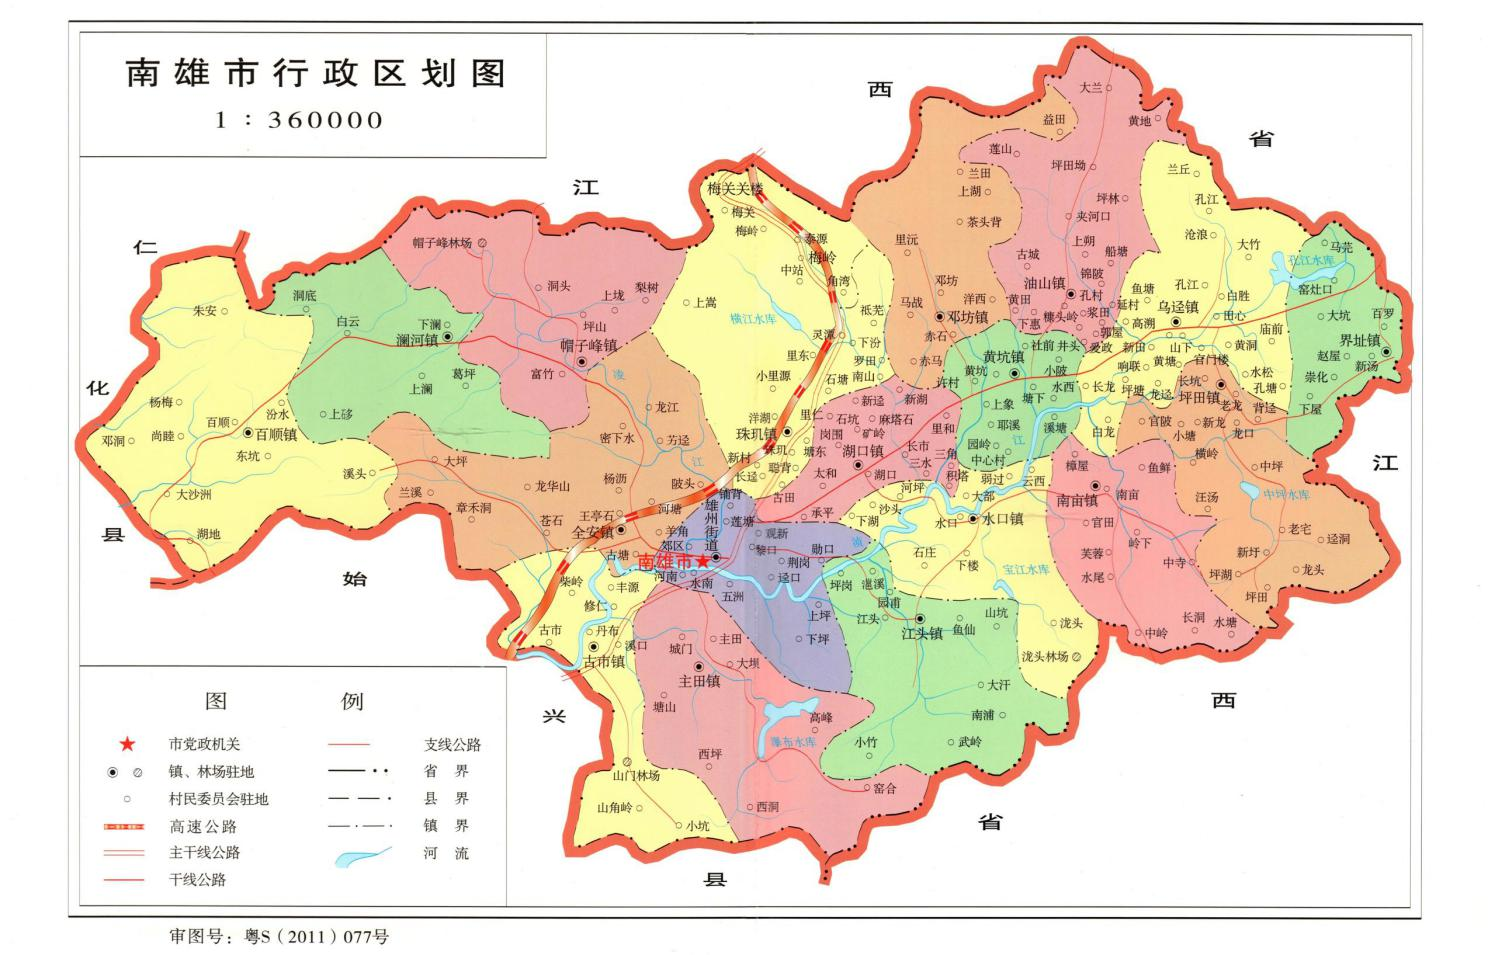 南雄市行政区划图
1：360000
西
省
江
仁
化
县
始
兴
县
省
西
江
大兰
益田
黄地
莲山
兰田
上湖
坪田坳
兰丘
坪林
孔江
茶头背
夹河口
沧浪
大竹
马芫
梅关关楼
梅关
梅岭
泰源
梅岭
中站
角湾
里沅
古城
上朔
船塘
锦陂
孔江水库
窑灶口
帽子峰林场
洞头
上垅
梨树
上嵩
横江水库
祗芫
马战
邓坊
洋西
邓坊镇
黄田
油山镇
孔村
鱼塘
孔江
白胜
延村
乌迳镇
田心
大坑
百罗
朱安
洞底
白云
下澜
澜河镇
坪山
帽子峰镇
灵潭
下汾
里东
罗田
赤石
赤马
下惠
糠头岭
浆田
郭屋
高溯
庙前
界址镇
黄坑镇
社前
井头
爱政
新田
山下
黄洞
赵屋
新汤
葛坪
上澜
富竹
凌
小里源
石塘
南山
许村
黄坑
小陂
响联
黄塘
官门楼
水松
崇化
杨梅
汾水
上䂿
龙江
新迳
新湖
水西
长龙
坪塘
龙迳
长坑
坪田镇
孔塘
下屋
百顺
百顺镇
邓洞
尚睦
东坑
密下水
芳迳
洋湖
珠玑镇
里仁
石坑
麻塔石
岗围
矿岭
里和
上象
塘下
耶溪
溪塘
江
白龙
官陂
小塘
老龙
新龙
背迳
龙口
溪头
大坪
江
新村
珠玑
塘东
湖口镇
长市
三水
三角
园岭
中心村
樟屋
鱼鲜
横岭
中坪
大沙洲
兰溪
龙华山
杨沥
陂头
长迳
聪背
太和
湖口
积塔
弱过
云西
南亩镇
南亩
汪汤
中坪水库
章禾洞
苍石
王亭石
全安镇
河塘
铺背
古田
河坪
大部
沙头
湖地
羊角
雄州街道
莲塘
承平
下湖
水口
水口镇
官田
岭下
老宅
迳洞
古塘
郊区
南雄市
观新
黎口
勋口
浈
石庄
下楼
芙蓉
中寺
新圩
柴岭
河南
水南
荆岗
迳口
坪岗
湓溪
宝江水库
水尾
坪湖
龙头
丰源
五洲
园甫
坪田
修仁
上坪
江头
江头镇
鱼仙
山坑
泷头
长洞
水塘
古市
丹布
溪口
城门
主田
下坪
中岭
古市镇
大坝
泷头林场
主田镇
大汗
塘山
高峰
南浦
瀑布水库
小竹
武岭
西坪
山门林场
窑合
山角岭
西洞
小坑
图 例
市党政机关
支线公路
镇、林场驻地
省 界
村民委员会驻地
县 界
高速公路
镇 界
主干线公路
河 流
干线公路
审图号：粤S（2011）077号